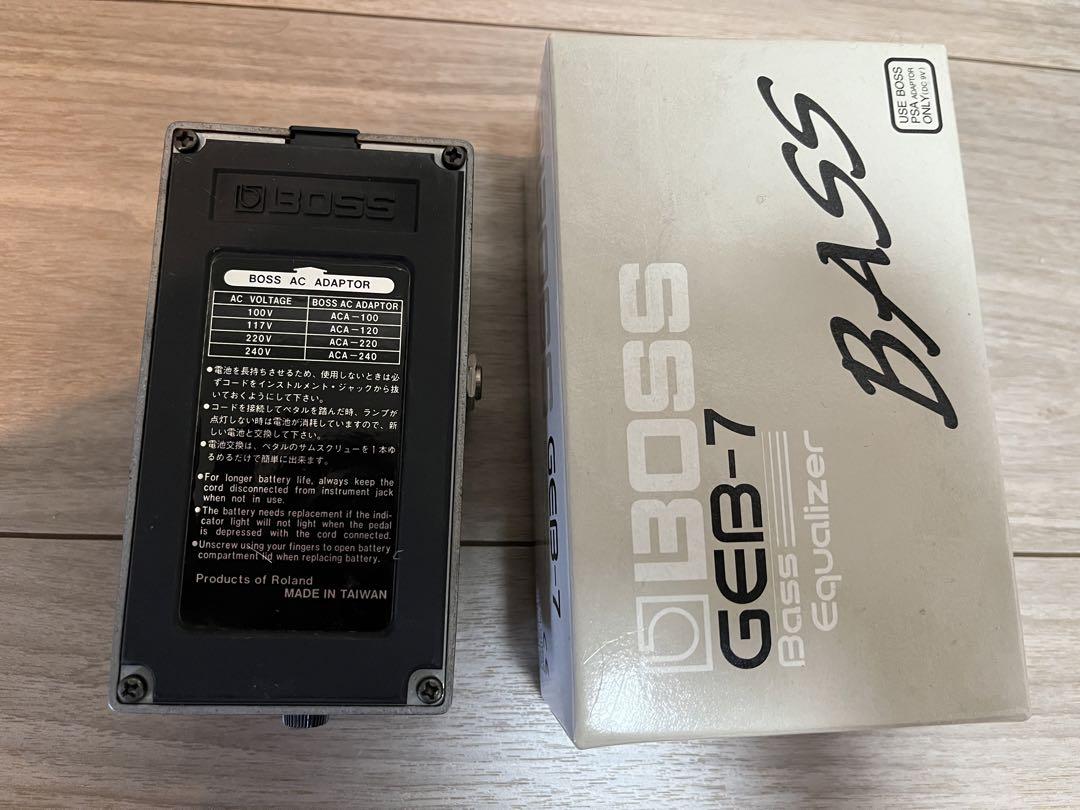 BOSS
BOSS AC ADAPTOR
AC VOLTAGE BOSS AC ADAPTOR
100V ACA-100
117V ACA-120
220V ACA-220
240V ACA-240
●電池を長持ちさせるため、使用しないときは必
ずコードをインストルメント・ジャックから抜
いておくようにして下さい。
●コードを接続してペタルを踏んだ時、ランプが
点灯しない時は電池が消耗していますので、新
しい電池と交換して下さい。
●電池交換は、ペタルのサムスクリューを1本ゆ
るめるだけで簡単に出来ます。
●For longer battery life, always keep the
cord disconnected from instrument jack
when not in use.
●The battery needs replacement if the indi-
cator light will not light when the pedal
is depressed with the cord connected.
●Unscrew using your fingers to open battery
compartment lid when replacing battery.
Products of Roland
MADE IN TAIWAN
GEB-7
BOSS
GEB-7
Bass
Equalizer
BASS
USE BOSS
PSA ADAPTOR
ONLY (DC 9V)